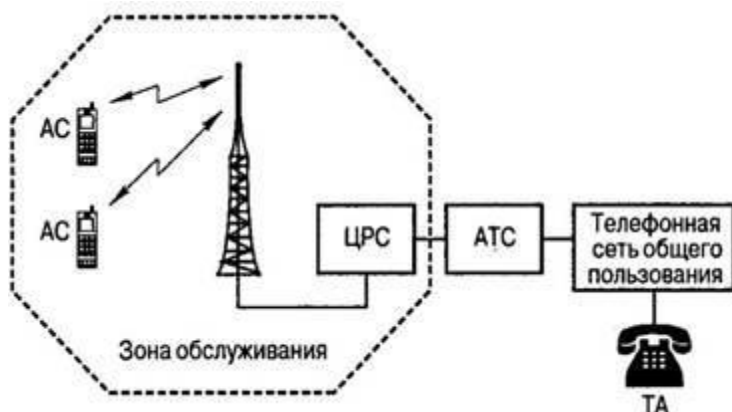 АС
АС
ЦРС
АТС
Телефонная
сеть общего
пользования
Зона обслуживания
ТА